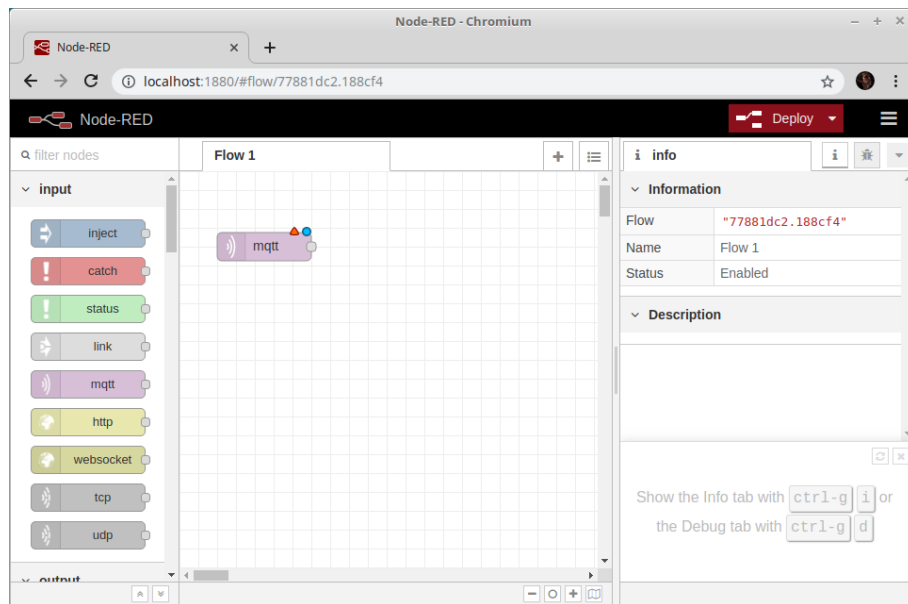 Node-RED - Chromium
Node-RED
localhost:1880/#flow/77881dc2.188cf4
Node-RED
Deploy
filter nodes
input
inject
catch
status
link
mqtt
http
websocket
tcp
udp
output
Flow 1
mqtt
i info
i
Information
Flow "77881dc2.188cf4"
Name Flow 1
Status Enabled
Description
Show the Info tab with ctrl-g i or
the Debug tab with ctrl-g d